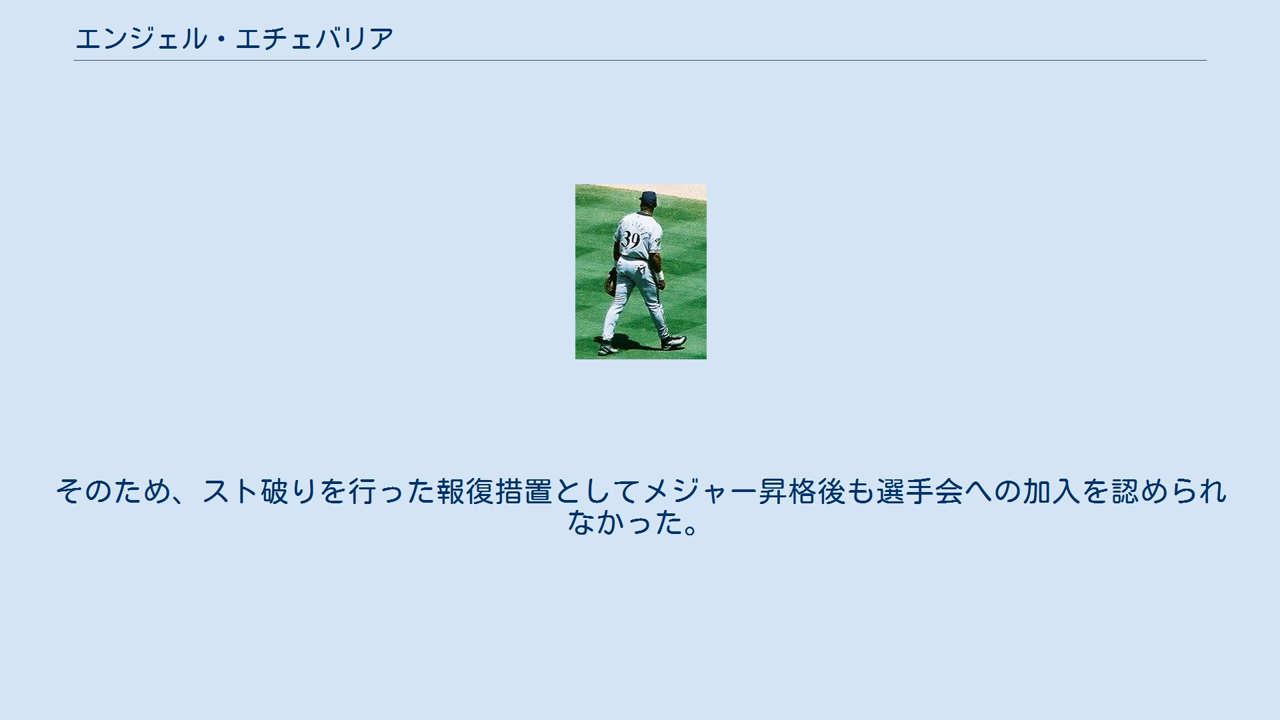 エンジェル・エチェバリア
39
そのため、スト破りを行った報復措置としてメジャー昇格後も選手会への加入を認められ
なかった。